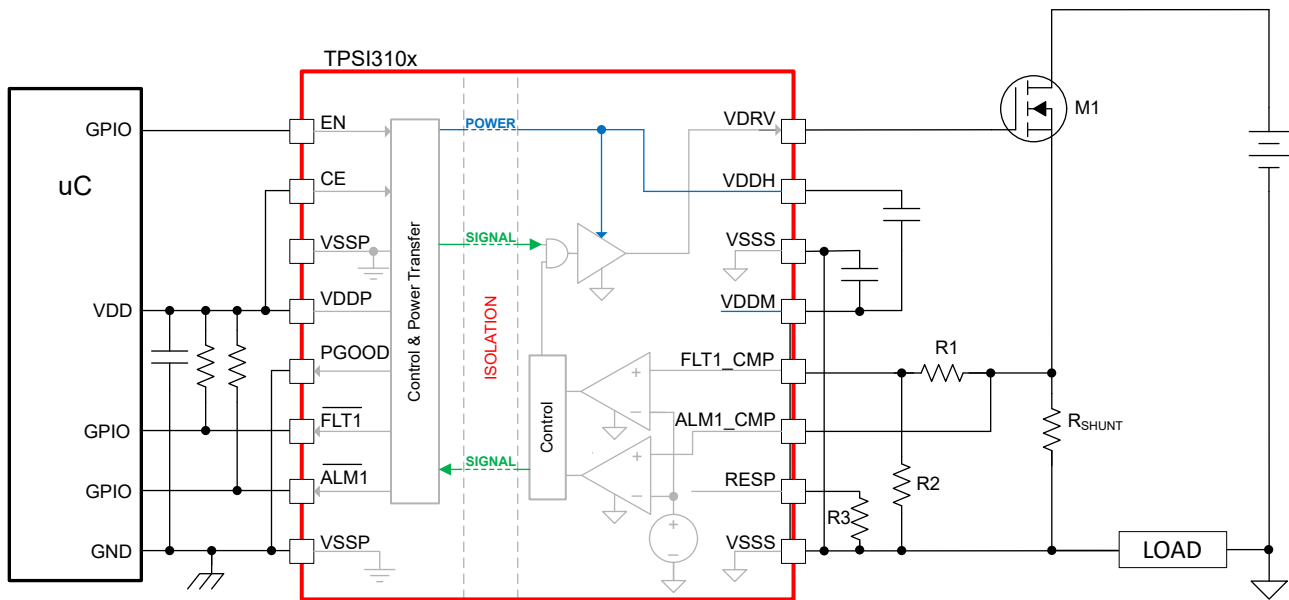 TPSI310x
uC
GPIO
VDD
GPIO
GPIO
GND
EN
CE
VSSP
VDDP
PGOOD
FLT1
ALM1
VSSP
Control & Power Transfer
POWER
SIGNAL
ISOLATION
SIGNAL
Control
+
−
+
−
+
−
VDRV
VDDH
VSSS
VDDM
FLT1_CMP
ALM1_CMP
RESP
VSSS
M1
R1
RSHUNT
R2
R3
LOAD